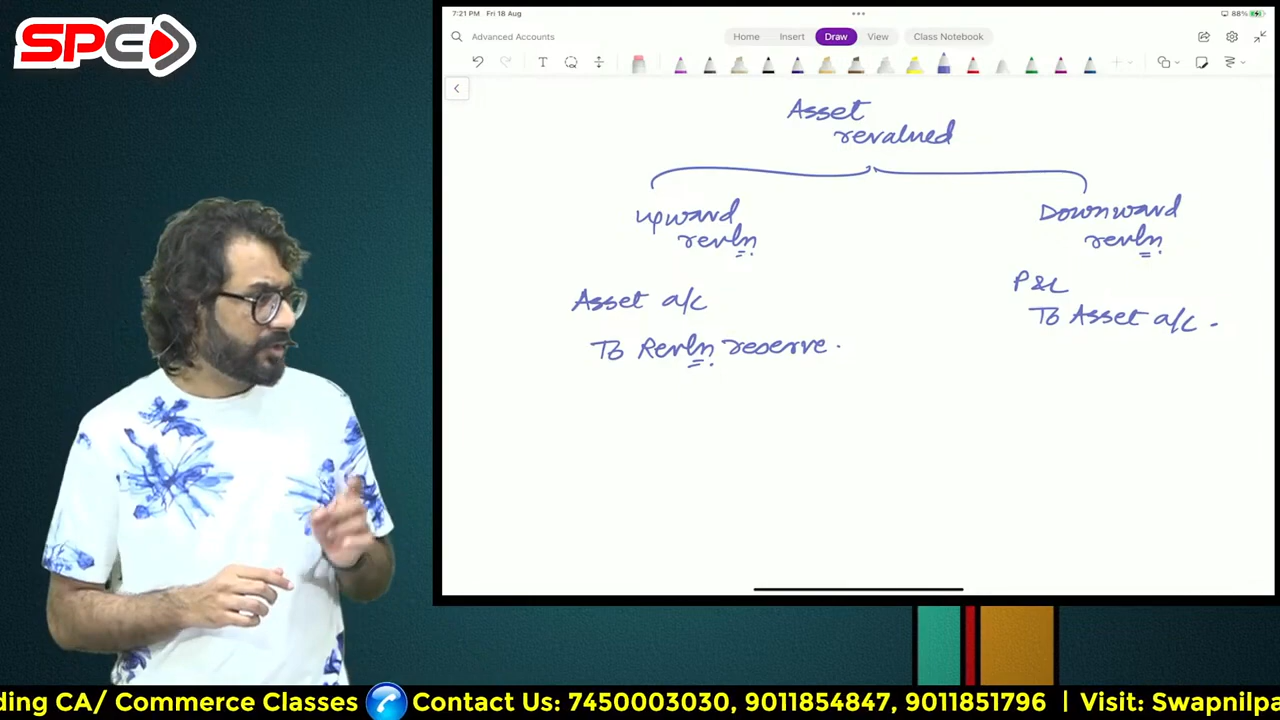 SPE
7:21 PM Fri 18 Aug
88%
Advanced Accounts
Home Insert Draw View Class Notebook
Asset
revalued
Upward
revln.
Downward
revln.
Asset a/c
To Revln. reserve.
P&L
To Asset a/c.
ding CA/ Commerce Classes Contact Us: 7450003030, 9011854847, 9011851796 | Visit: Swapnilpa